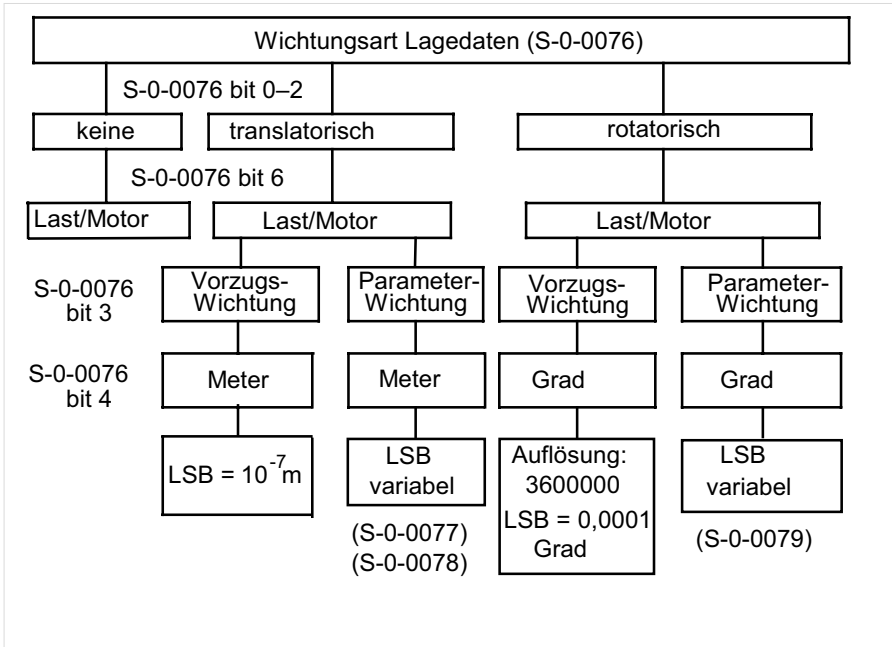 Wichtungsart Lagedaten (S-0-0076)
S-0-0076 bit 0–2
keine
translatorisch
rotatorisch
S-0-0076 bit 6
Last/Motor
Last/Motor
Last/Motor
S-0-0076
bit 3
Vorzugs-
Wichtung
Parameter-
Wichtung
Vorzugs-
Wichtung
Parameter-
Wichtung
S-0-0076
bit 4
Meter
Meter
Grad
Grad
LSB = 10⁻⁷m
LSB
variabel
(S-0-0077)
(S-0-0078)
Auflösung:
3600000
LSB = 0,0001
Grad
LSB
variabel
(S-0-0079)